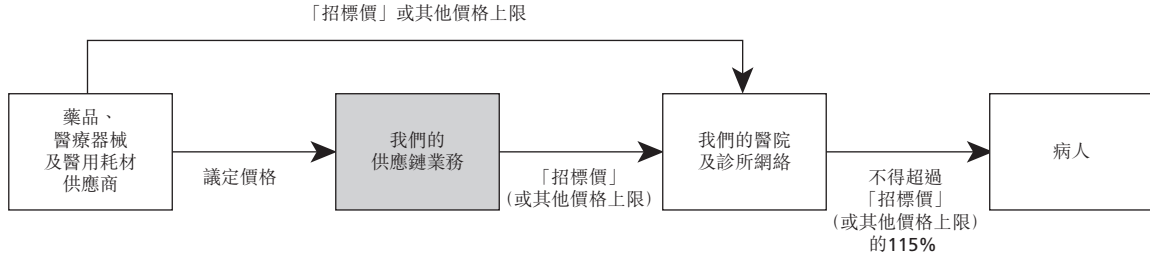 「招標價」或其他價格上限
藥品、
醫療器械
及醫用耗材
供應商
議定價格
我們的
供應鏈業務
「招標價」
(或其他價格上限)
我們的醫院
及診所網絡
不得超過
「招標價」
(或其他價格上限)
的115%
病人